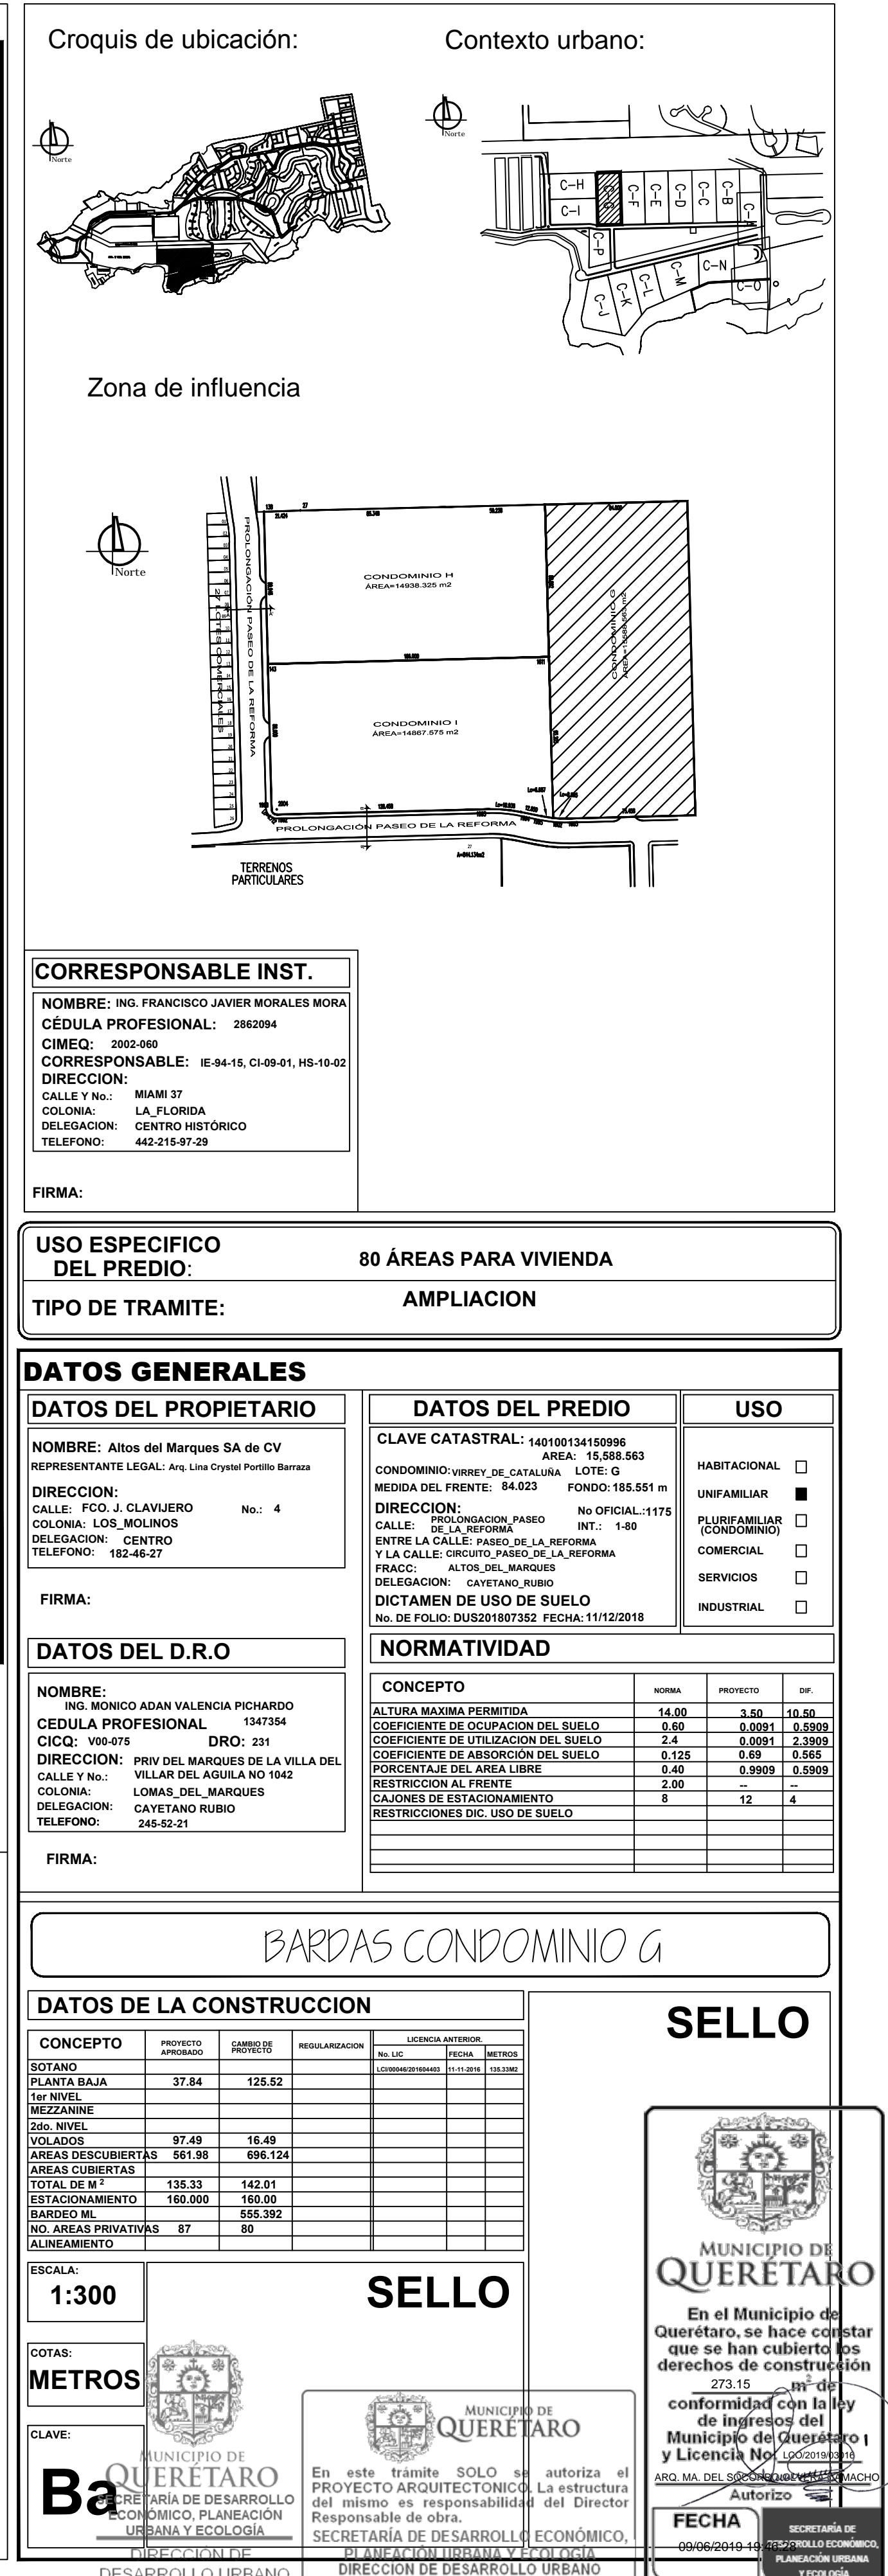 Croquis de ubicación:
Contexto urbano:
Norte
Norte
C-H
C-I
C-G
C-F
C-E
C-D
C-C
C-B
C-P
C-J
C-K
C-L
C-M
C-N
C-O
Zona de influencia
Norte
PROLONGACIÓN PASEO DE LA REFORMA
27 LOTES COMERCIALES
CONDOMINIO H
ÁREA=14938.325 m2
CONDOMINIO G
CONDOMINIO I
ÁREA=14867.575 m2
PROLONGACIÓN PASEO DE LA REFORMA
TERRENOS
PARTICULARES
CORRESPONSABLE INST.
NOMBRE: ING. FRANCISCO JAVIER MORALES MORA
CÉDULA PROFESIONAL: 2862094
CIMEQ: 2002-060
CORRESPONSABLE: IE-94-15, CI-09-01, HS-10-02
DIRECCION:
CALLE Y No.: MIAMI 37
COLONIA: LA_FLORIDA
DELEGACION: CENTRO HISTÓRICO
TELEFONO: 442-215-97-29
FIRMA:
USO ESPECIFICO
DEL PREDIO: 80 ÁREAS PARA VIVIENDA
TIPO DE TRAMITE: AMPLIACION
DATOS GENERALES
DATOS DEL PROPIETARIO
NOMBRE: Altos del Marques SA de CV
REPRESENTANTE LEGAL: Arq. Lina Crystel Portillo Barraza
DIRECCION:
CALLE: FCO. J. CLAVIJERO No.: 4
COLONIA: LOS_MOLINOS
DELEGACION: CENTRO
TELEFONO: 182-46-27
FIRMA:
DATOS DEL PREDIO
CLAVE CATASTRAL: 140100134150996
AREA: 15,588.563
CONDOMINIO: VIRREY_DE_CATALUÑA LOTE: G
MEDIDA DEL FRENTE: 84.023 FONDO: 185.551 m
DIRECCION: No OFICIAL.:1175
CALLE: PROLONGACION_PASEO
DE_LA_REFORMA INT.: 1-80
ENTRE LA CALLE: PASEO_DE_LA_REFORMA
Y LA CALLE: CIRCUITO_PASEO_DE_LA_REFORMA
FRACC: ALTOS_DEL_MARQUES
DELEGACION: CAYETANO_RUBIO
DICTAMEN DE USO DE SUELO
No. DE FOLIO: DUS201807352 FECHA: 11/12/2018
USO
HABITACIONAL
UNIFAMILIAR
PLURIFAMILIAR
(CONDOMINIO)
COMERCIAL
SERVICIOS
INDUSTRIAL
DATOS DEL D.R.O
NOMBRE:
ING. MONICO ADAN VALENCIA PICHARDO
CEDULA PROFESIONAL 1347354
CICQ: V00-075 DRO: 231
DIRECCION: PRIV DEL MARQUES DE LA VILLA DEL
CALLE Y No.: VILLAR DEL AGUILA NO 1042
COLONIA: LOMAS_DEL_MARQUES
DELEGACION: CAYETANO RUBIO
TELEFONO: 245-52-21
FIRMA:
NORMATIVIDAD
CONCEPTO NORMA PROYECTO DIF.
ALTURA MAXIMA PERMITIDA 14.00 3.50 10.50
COEFICIENTE DE OCUPACION DEL SUELO 0.60 0.0091 0.5909
COEFICIENTE DE UTILIZACION DEL SUELO 2.4 0.0091 2.3909
COEFICIENTE DE ABSORCIÓN DEL SUELO 0.125 0.69 0.565
PORCENTAJE DEL AREA LIBRE 0.40 0.9909 0.5909
RESTRICCION AL FRENTE 2.00 -- --
CAJONES DE ESTACIONAMIENTO 8 12 4
RESTRICCIONES DIC. USO DE SUELO
BARDAS CONDOMINIO G
DATOS DE LA CONSTRUCCION
CONCEPTO PROYECTO APROBADO CAMBIO DE PROYECTO REGULARIZACION LICENCIA ANTERIOR.
No. LIC FECHA METROS
SOTANO LCI/00046/201604403 11-11-2016 135.33M2
PLANTA BAJA 37.84 125.52
1er NIVEL
MEZZANINE
2do. NIVEL
VOLADOS 97.49 16.49
AREAS DESCUBIERTAS 561.98 696.124
AREAS CUBIERTAS
TOTAL DE M2 135.33 142.01
ESTACIONAMIENTO 160.000 160.00
BARDEO ML 555.392
NO. AREAS PRIVATIVAS 87 80
ALINEAMIENTO
SELLO
ESCALA:
1:300
COTAS:
METROS
CLAVE:
Ba
SELLO
MUNICIPIO DE
QUERÉTARO
SECRETARÍA DE DESARROLLO
ECONÓMICO, PLANEACIÓN
URBANA Y ECOLOGÍA
DIRECCIÓN DE
DESARROLLO URBANO
MUNICIPIO DE
QUERÉTARO
En este trámite SOLO se autoriza el
PROYECTO ARQUITECTONICO. La estructura
del mismo es responsabilidad del Director
Responsable de obra.
SECRETARÍA DE DESARROLLO ECONÓMICO,
PLANEACIÓN URBANA Y ECOLOGÍA
DIRECCION DE DESARROLLO URBANO
MUNICIPIO DE
QUERÉTARO
En el Municipio de
Querétaro, se hace constar
que se han cubierto los
derechos de construcción
273.15 m2 de
conformidad con la ley
de ingresos del
Municipio de Querétaro
y Licencia No. LCO/2019/03016
ARQ. MA. DEL SOCORRO
Autorizo
FECHA
09/06/2019 19:46:28
SECRETARÍA DE
DESARROLLO ECONÓMICO,
PLANEACIÓN URBANA
Y ECOLOGÍA